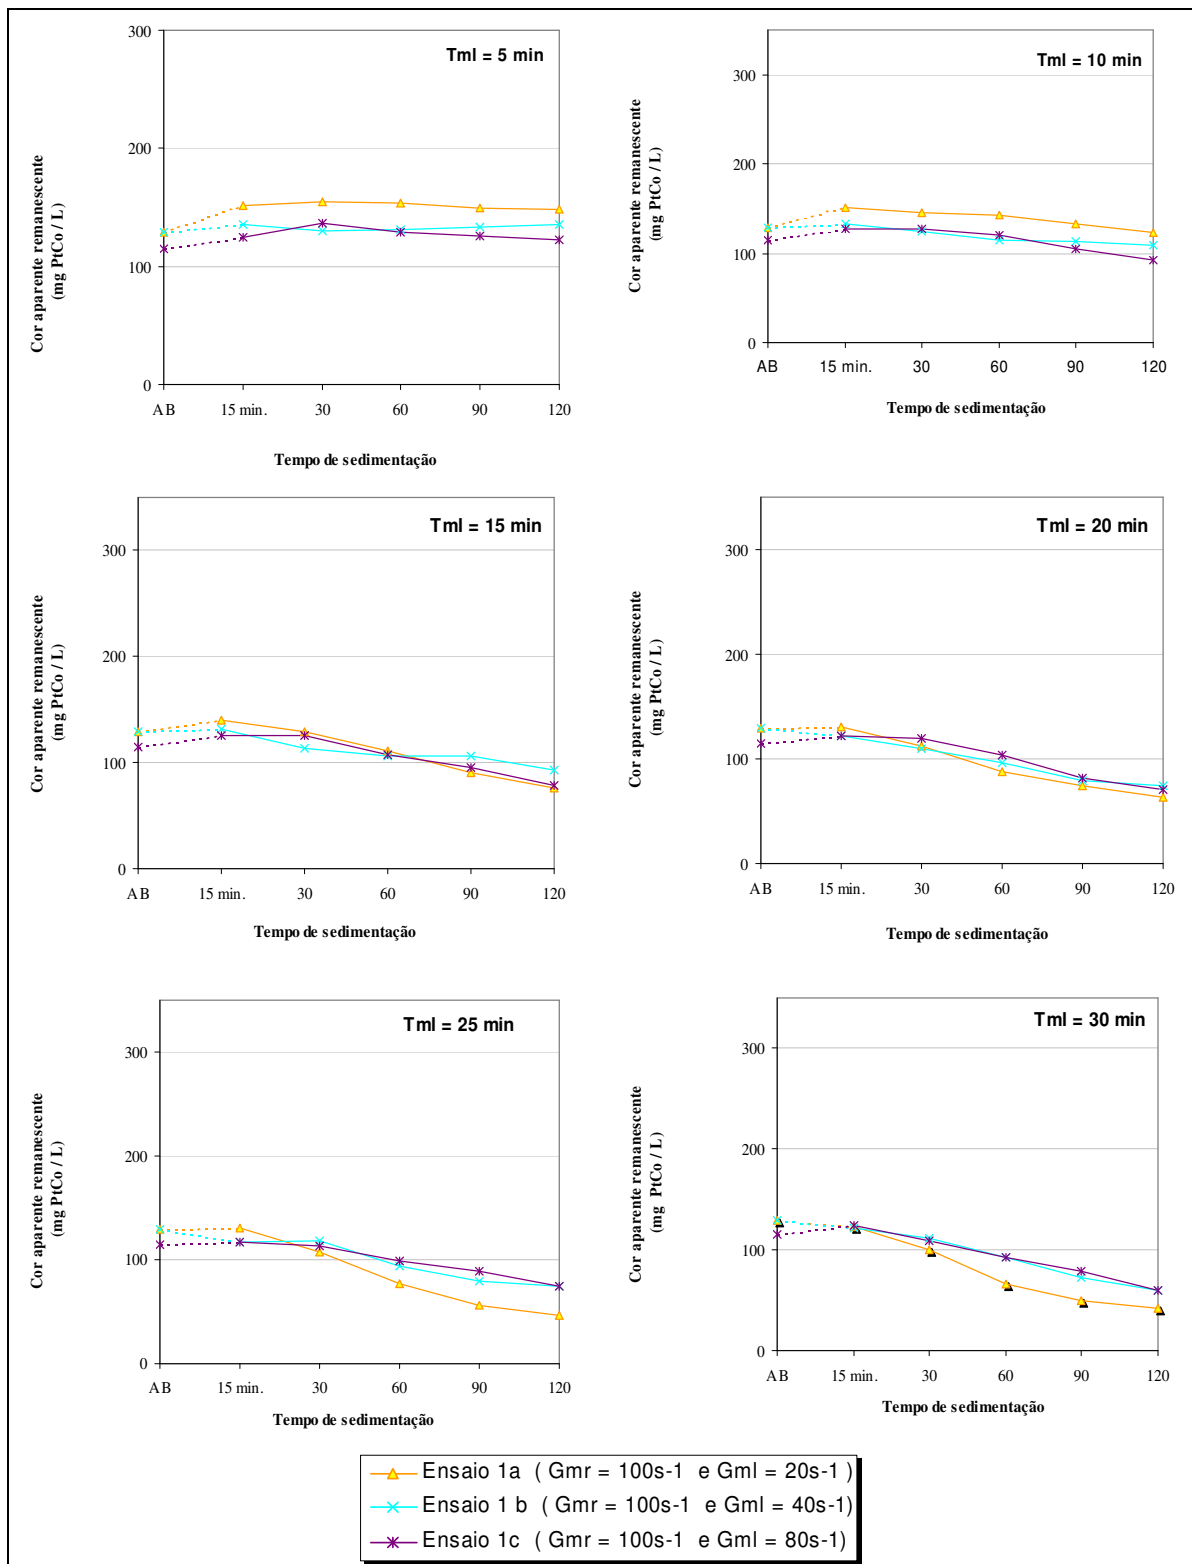 Tml = 5 min
300
200
100
0
Cor aparente remanescente
(mg PtCo / L)
AB 15 min. 30 60 90 120
Tempo de sedimentação
Tml = 10 min
300
200
100
0
Cor aparente remanescente
(mg PtCo / L)
AB 15 min. 30 60 90 120
Tempo de sedimentação
Tml = 15 min
300
200
100
0
Cor aparente remanescente
(mg PtCo / L)
AB 15 min. 30 60 90 120
Tempo de sedimentação
Tml = 20 min
300
200
100
0
Cor aparente remanescente
(mg PtCo / L)
AB 15 min. 30 60 90 120
Tempo de sedimentação
Tml = 25 min
300
200
100
0
Cor aparente remanescente
(mg PtCo / L)
AB 15 min. 30 60 90 120
Tempo de sedimentação
Tml = 30 min
300
200
100
0
Cor aparente remanescente
(mg PtCo / L)
AB 15 min. 30 60 90 120
Tempo de sedimentação
Ensaio 1a ( Gmr = 100s-1 e Gml = 20s-1 )
Ensaio 1 b ( Gmr = 100s-1 e Gml = 40s-1)
Ensaio 1c ( Gmr = 100s-1 e Gml = 80s-1)